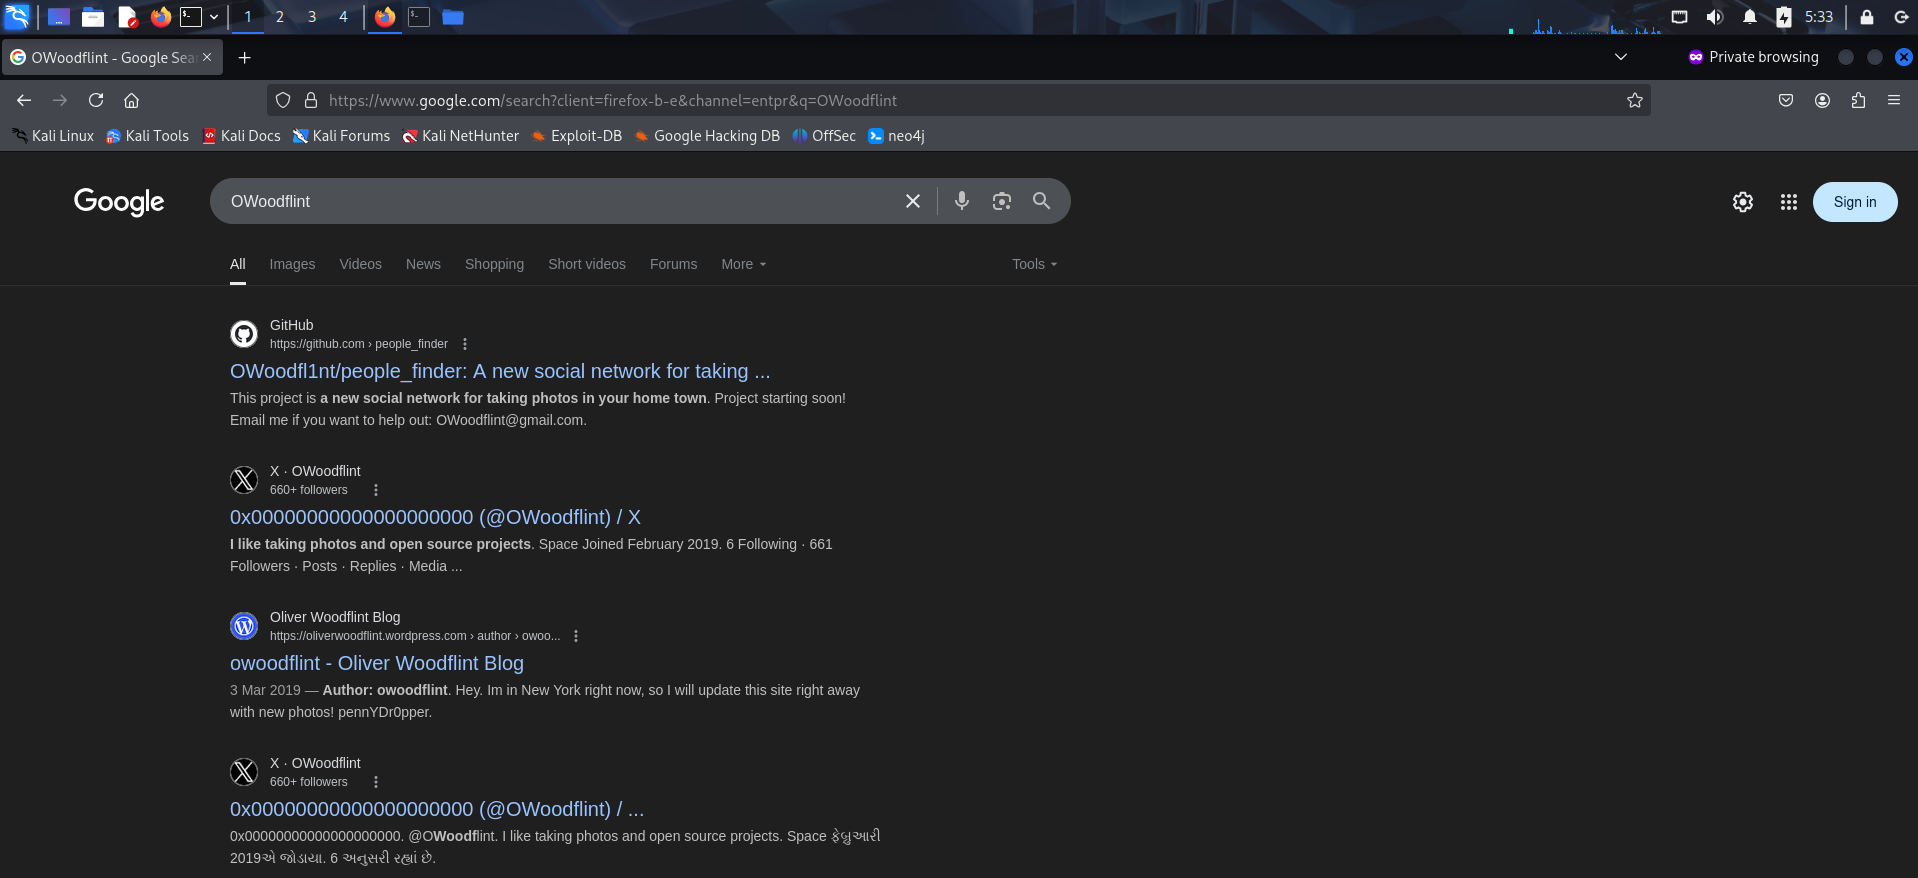 1 2 3 4 5:33
OWoodflint - Google Sear
Private browsing
https://www.google.com/search?client=firefox-b-e&channel=entpr&q=OWoodflint
Kali Linux Kali Tools Kali Docs Kali Forums Kali NetHunter Exploit-DB Google Hacking DB OffSec neo4j
Google OWoodflint Sign in
All Images Videos News Shopping Short videos Forums More Tools
GitHub
https://github.com › people_finder
OWoodfl1nt/people_finder: A new social network for taking ...
This project is a new social network for taking photos in your home town. Project starting soon!
Email me if you want to help out: OWoodflint@gmail.com.
X · OWoodflint
660+ followers
0x00000000000000000000 (@OWoodflint) / X
I like taking photos and open source projects. Space Joined February 2019. 6 Following · 661
Followers · Posts · Replies · Media ...
Oliver Woodflint Blog
https://oliverwoodflint.wordpress.com › author › owoo...
owoodflint - Oliver Woodflint Blog
3 Mar 2019 — Author: owoodflint. Hey. Im in New York right now, so I will update this site right away
with new photos! pennYDr0pper.
X · OWoodflint
660+ followers
0x00000000000000000000 (@OWoodflint) / ...
0x00000000000000000000. @OWoodflint. I like taking photos and open source projects. Space ફેબ્રુઆરી
2019એ જોડાયા. 6 અનુસરી રહ્યાં છે.